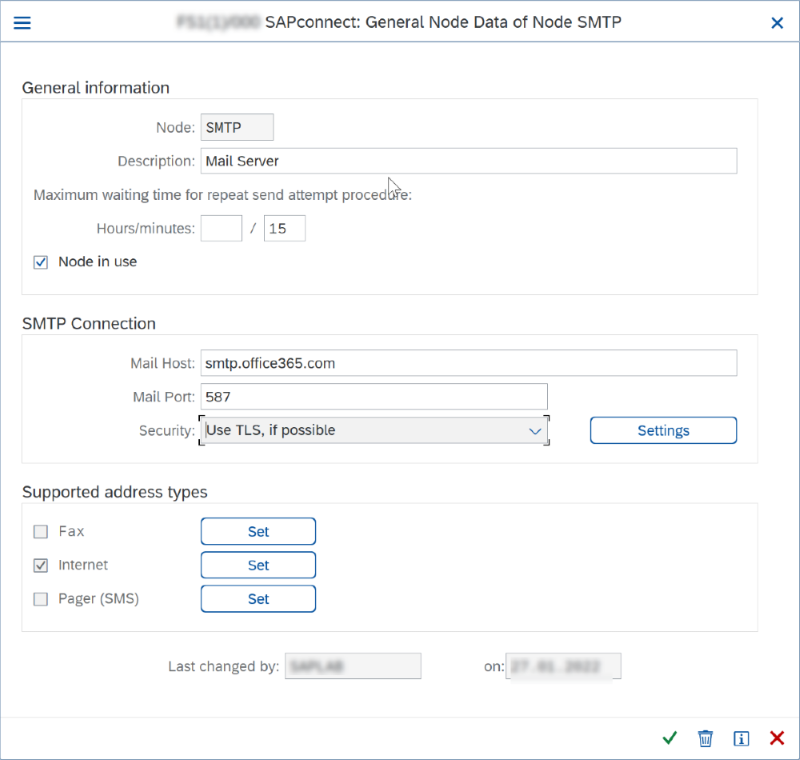 SAPconnect: General Node Data of Node SMTP
General information
Node: SMTP
Description: Mail Server
Maximum waiting time for repeat send attempt procedure:
Hours/minutes: / 15
Node in use
SMTP Connection
Mail Host: smtp.office365.com
Mail Port: 587
Security: Use TLS, if possible Settings
Supported address types
Fax Set
Internet Set
Pager (SMS) Set
Last changed by: on: